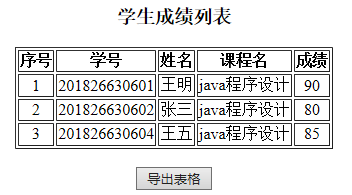 学生成绩列表
序号 学号 姓名 课程名 成绩
1 201826630601 王明 java程序设计 90
2 201826630602 张三 java程序设计 80
3 201826630604 王五 java程序设计 85
导出表格